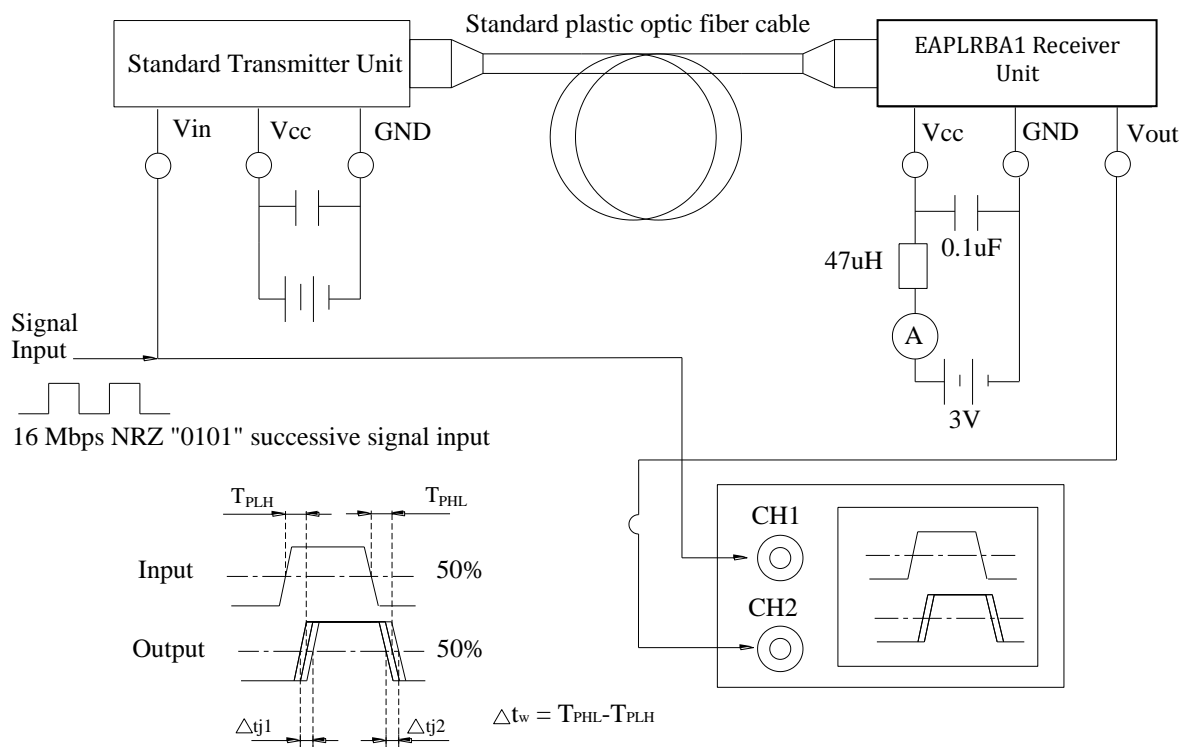 Standard plastic optic fiber cable
Standard Transmitter Unit
EAPLRBA1 Receiver
Unit
Vin
Vcc
GND
Vcc
GND
Vout
0.1uF
47uH
A
3V
Signal
Input
16 Mbps NRZ "0101" successive signal input
TPLH
TPHL
Input
50%
Output
50%
△tj1
△tj2
△tw = TPHL-TPLH
CH1
CH2